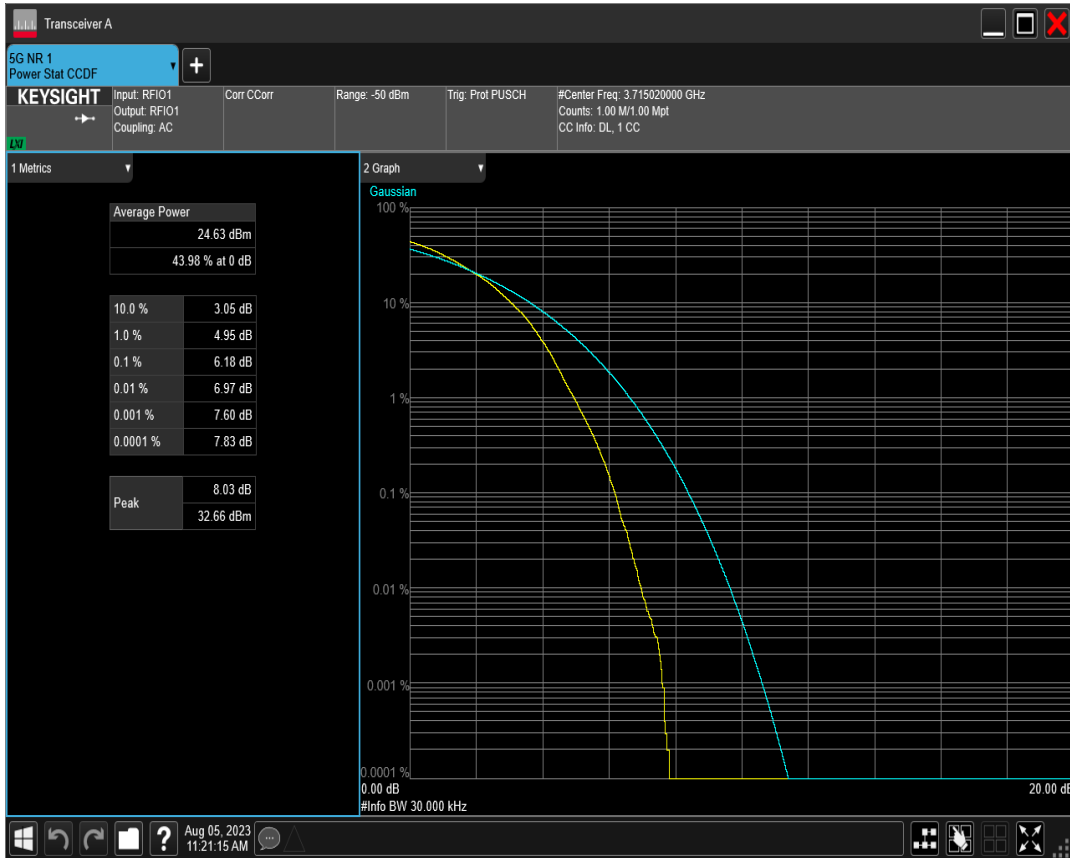 Transceiver A
5G NR 1
Power Stat CCDF
KEYSIGHT
LXI
Input: RFIO1
Output: RFIO1
Coupling: AC
Corr CCorr
Range: -50 dBm
Trig: Prot PUSCH
#Center Freq: 3.715020000 GHz
Counts: 1.00 M/1.00 Mpt
CC Info: DL, 1 CC
1 Metrics
Average Power
24.63 dBm
43.98 % at 0 dB
10.0 % 3.05 dB
1.0 % 4.95 dB
0.1 % 6.18 dB
0.01 % 6.97 dB
0.001 % 7.60 dB
0.0001 % 7.83 dB
Peak
8.03 dB
32.66 dBm
2 Graph
Gaussian
100 %
10 %
1 %
0.1 %
0.01 %
0.001 %
0.0001 %
0.00 dB 20.00 dB
#Info BW 30.000 kHz
?
Aug 05, 2023
11:21:15 AM